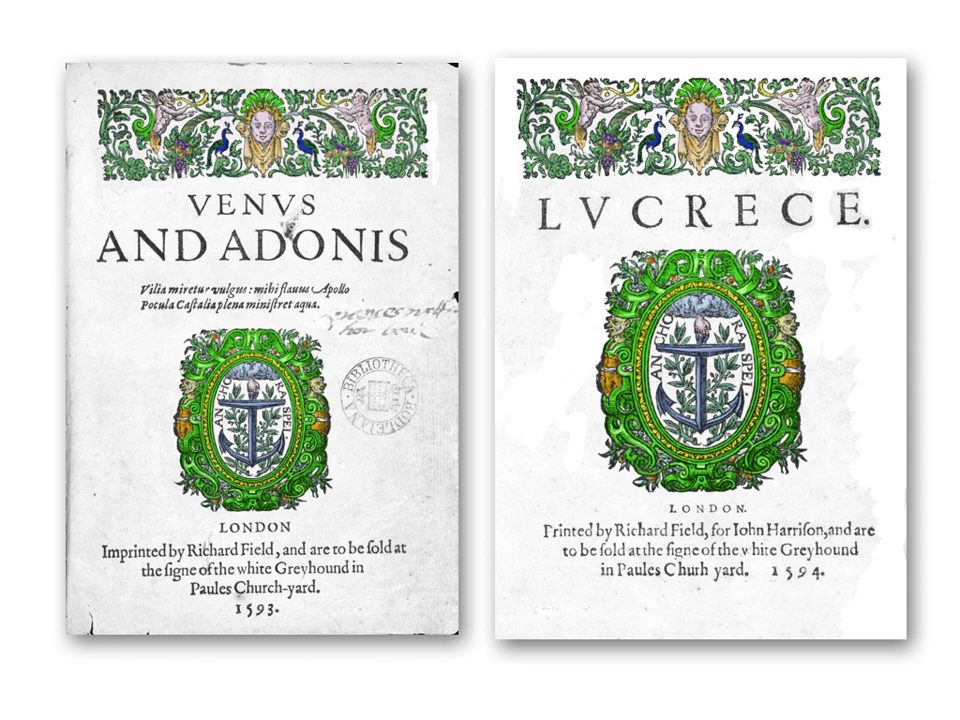 VENVS
AND ADONIS
Vilia miretur vulgus : mihi flauus Apollo
Pocula Caſtalia plena miniſtret aqua.
ANCHORA SPEI
BIBLIOTHECA BODLEIANA
LONDON
Imprinted by Richard Field, and are to be ſold at
the ſigne of the white Greyhound in
Paules Church-yard.
1593.
LVCRECE.
ANCHORA SPEI.
LONDON.
Printed by Richard Field, for Iohn Harriſon, and are
to be ſold at the ſigne of the white Greyhound
in Paules Churh yard. 1594.